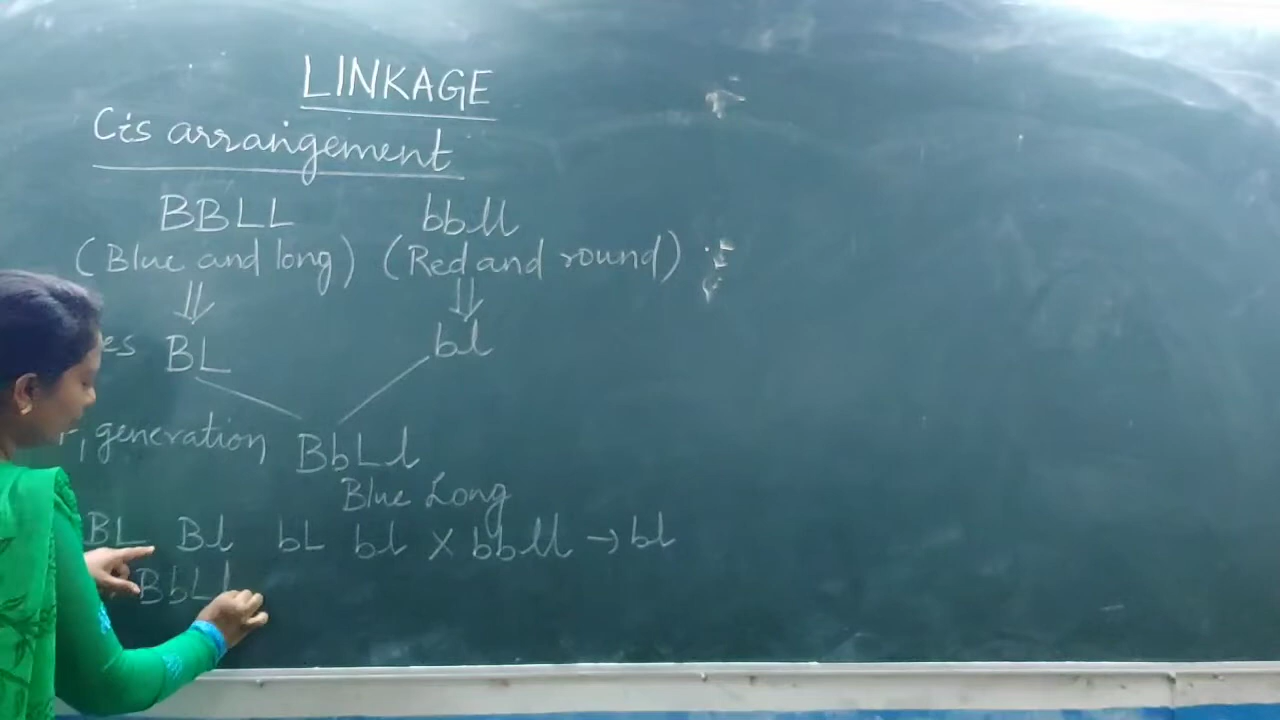 LINKAGE
Cis arrangement
BBLL bbll
(Blue and long) (Red and round)
BL bl
generation BbLl
Blue Long
BL Bl bL bl X bbll → bl
BbLl